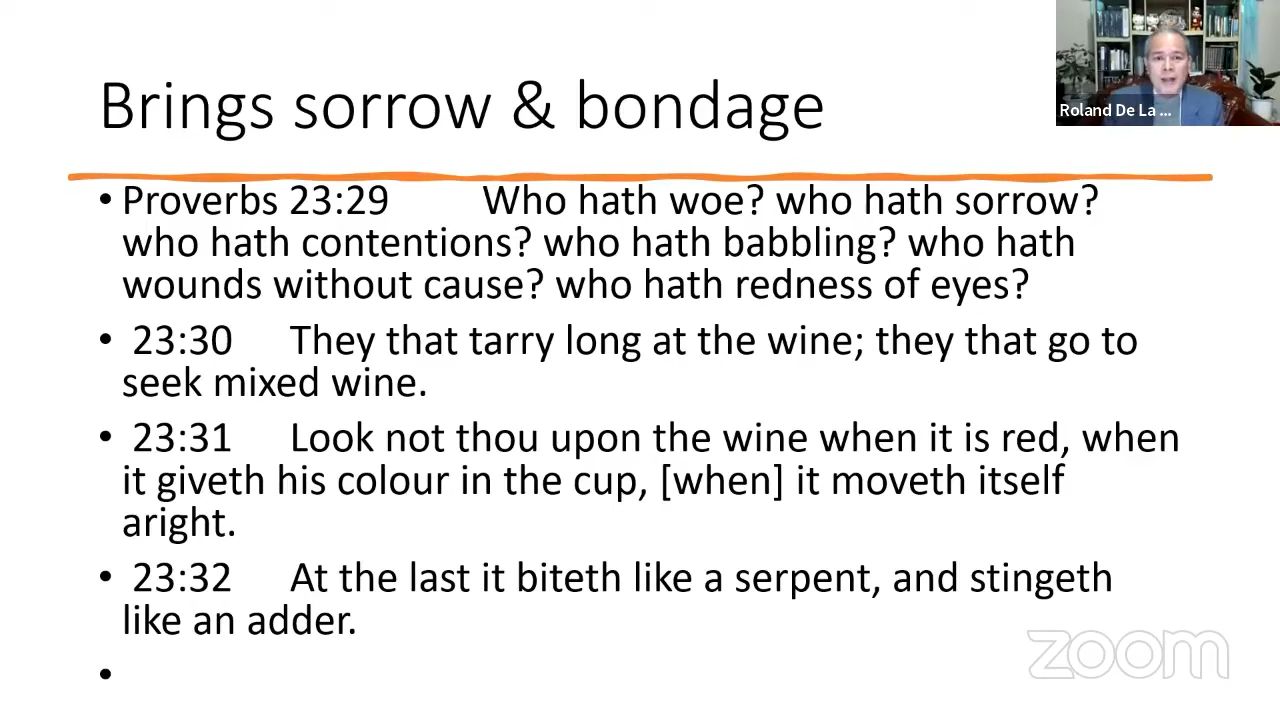 Brings sorrow & bondage
Roland De La ...
• Proverbs 23:29 Who hath woe? who hath sorrow?
who hath contentions? who hath babbling? who hath
wounds without cause? who hath redness of eyes?
• 23:30 They that tarry long at the wine; they that go to
seek mixed wine.
• 23:31 Look not thou upon the wine when it is red, when
it giveth his colour in the cup, [when] it moveth itself
aright.
• 23:32 At the last it biteth like a serpent, and stingeth
like an adder.
•
zoom